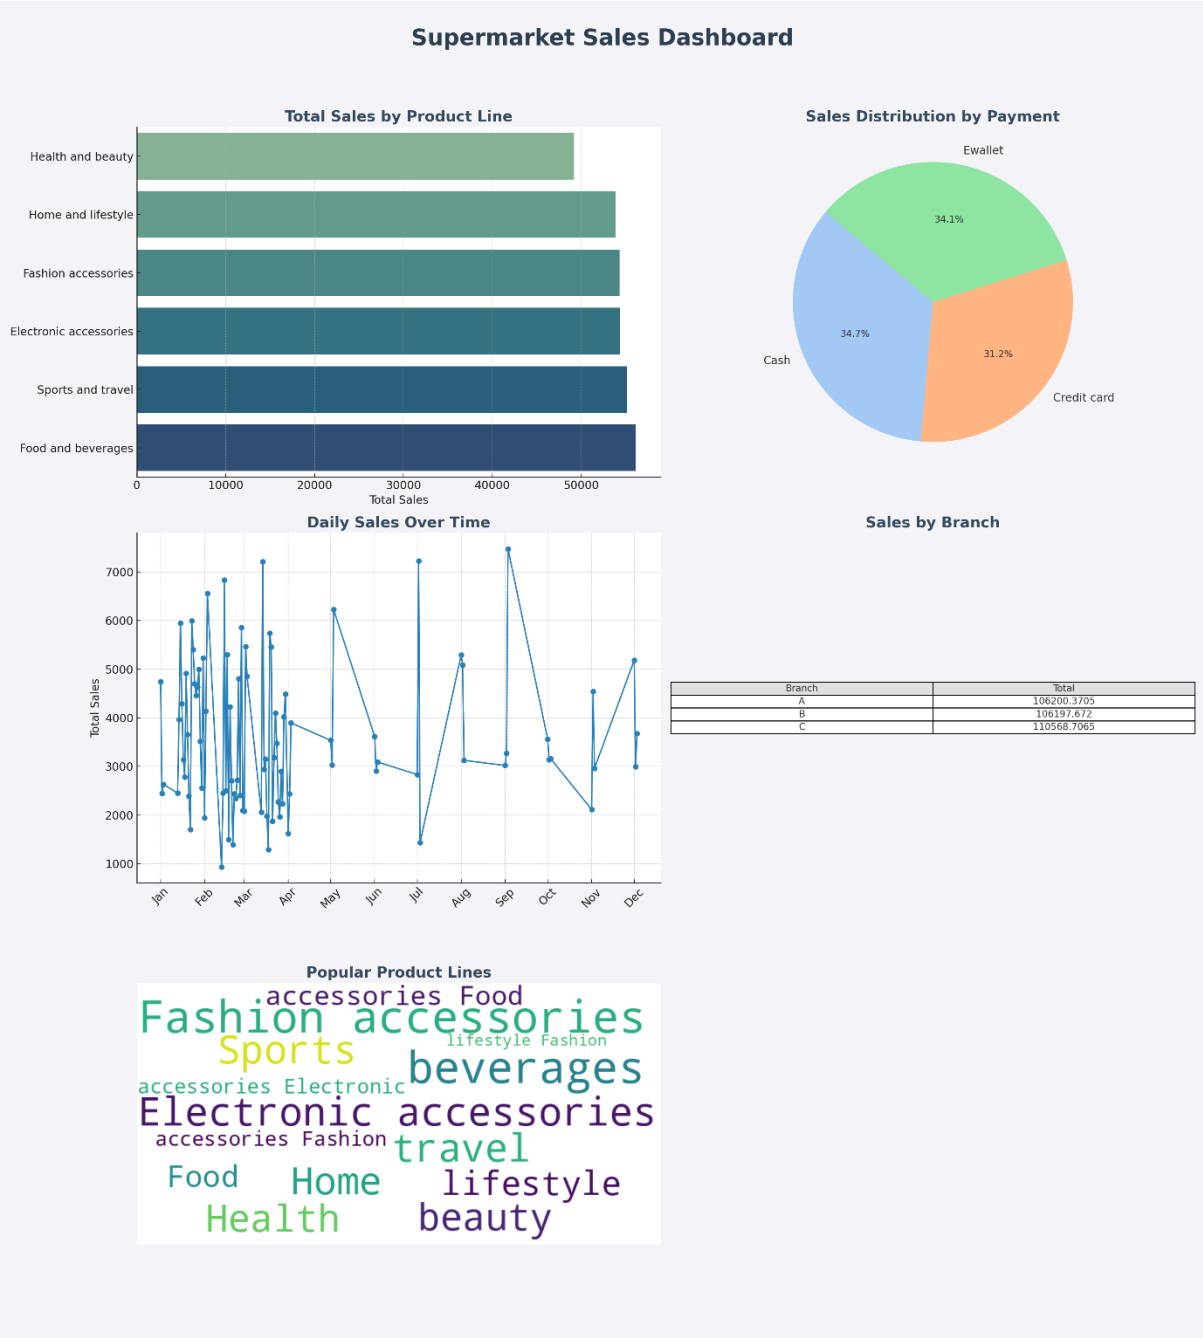 Supermarket Sales Dashboard
Total Sales by Product Line
Health and beauty
Home and lifestyle
Fashion accessories
Electronic accessories
Sports and travel
Food and beverages
0 10000 20000 30000 40000 50000
Total Sales
Sales Distribution by Payment
Ewallet
34.1%
34.7%
Cash
31.2%
Credit card
Daily Sales Over Time
Total Sales
7000
6000
5000
4000
3000
2000
1000
Jan Feb Mar Apr May Jun Jul Aug Sep Oct Nov Dec
Sales by Branch
Branch Total
A 106200.3705
B 106197.672
C 110568.7065
Popular Product Lines
accessories Food
Fashion accessories
Sports
lifestyle Fashion
beverages
accessories Electronic
Electronic accessories
accessories Fashion
travel
Food
Home
lifestyle
Health
beauty